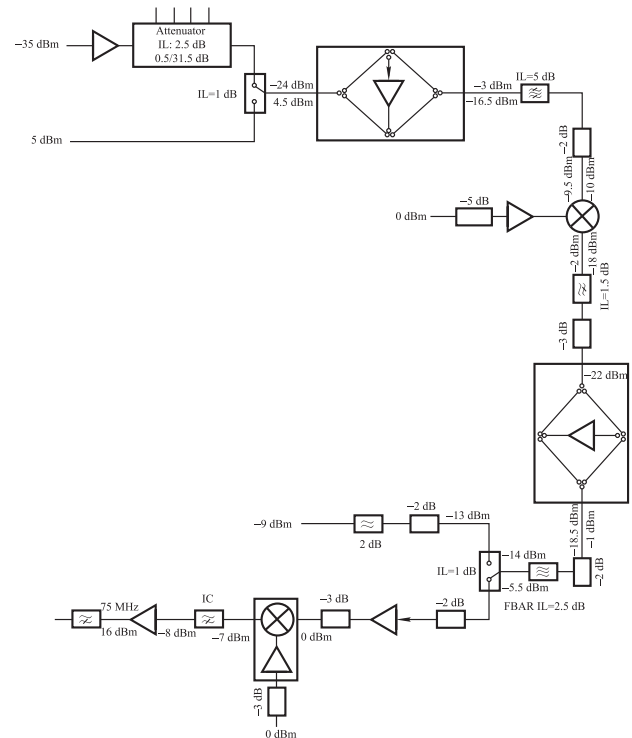 Attenuator
IL: 2.5 dB
0.5/31.5 dB
−35 dBm
IL=1 dB
−24 dBm
4.5 dBm
−3 dBm
−16.5 dBm
IL=5 dB
5 dBm
−2 dB
−9.5 dBm
−10 dBm
0 dBm
−5 dB
−2 dBm
−18 dBm
IL=1.5 dB
−3 dB
−22 dBm
−18.5 dBm
−1 dBm
−2 dB
−9 dBm
−2 dB
−13 dBm
2 dB
−14 dBm
IL=1 dB
−5.5 dBm
FBAR IL=2.5 dB
75 MHz
16 dBm
−8 dBm
IC
−7 dBm
−3 dB
0 dBm
−2 dB
−3 dB
0 dBm